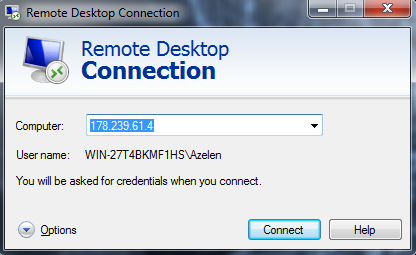 Remote Desktop Connection
Remote Desktop
Connection
Computer: 178.239.61.4
User name: WIN-27T4BKMF1HS\Azelen
You will be asked for credentials when you connect.
Options Connect Help